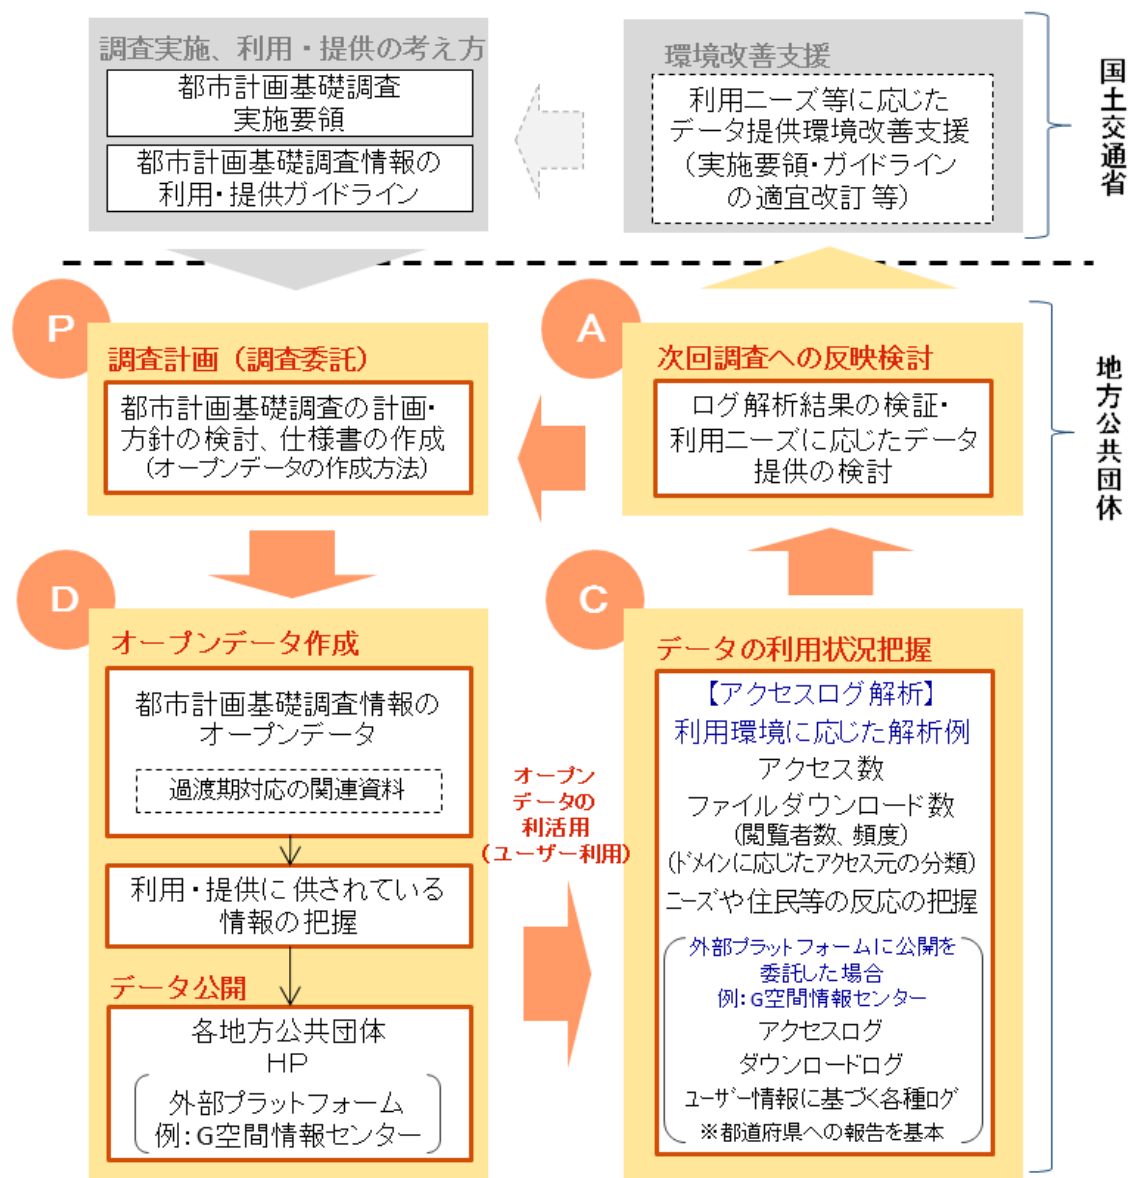 調査実施、利用・提供の考え方
都市計画基礎調査
実施要領
都市計画基礎調査情報の
利用・提供ガイドライン
環境改善支援
利用ニーズ等に応じた
データ提供環境改善支援
(実施要領・ガイドライン
の適宜改訂 等)
国土交通省
P
調査計画(調査委託)
都市計画基礎調査の計画・
方針の検討、仕様書の作成
(オープンデータの作成方法)
A
次回調査への反映検討
ログ解析結果の検証・
利用ニーズに応じたデータ
提供の検討
地方公共団体
D
オープンデータ作成
都市計画基礎調査情報の
オープンデータ
過渡期対応の関連資料
利用・提供に供されている
情報の把握
データ公開
各地方公共団体
HP
外部プラットフォーム
例:G空間情報センター
オープン
データの
利活用
(ユーザー利用)
C
データの利用状況把握
【アクセスログ解析】
利用環境に応じた解析例
アクセス数
ファイルダウンロード数
(閲覧者数、頻度)
(ドメインに応じたアクセス元の分類)
ニーズや住民等の反応の把握
外部プラットフォームに公開を
委託した場合
例:G空間情報センター
アクセスログ
ダウンロードログ
ユーザー情報に基づく各種ログ
※都道府県への報告を基本